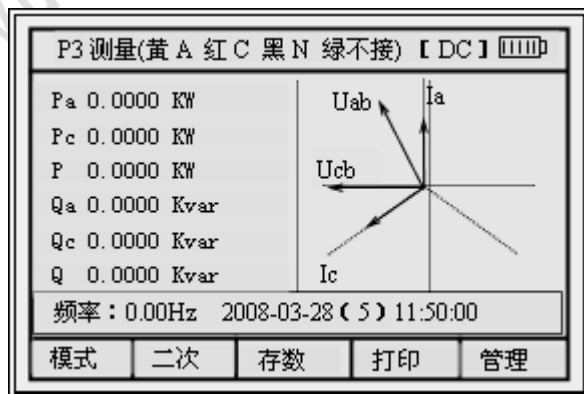 P3 测量(黄 A 红 C 黑 N 绿不接) 【 DC 】
Pa 0.0000 KW
Pc 0.0000 KW
P 0.0000 KW
Qa 0.0000 Kvar
Qc 0.0000 Kvar
Q 0.0000 Kvar
Uab
Ia
Ucb
Ic
频率：0.00Hz 2008-03-28（5）11:50:00
模式 二次 存数 打印 管理